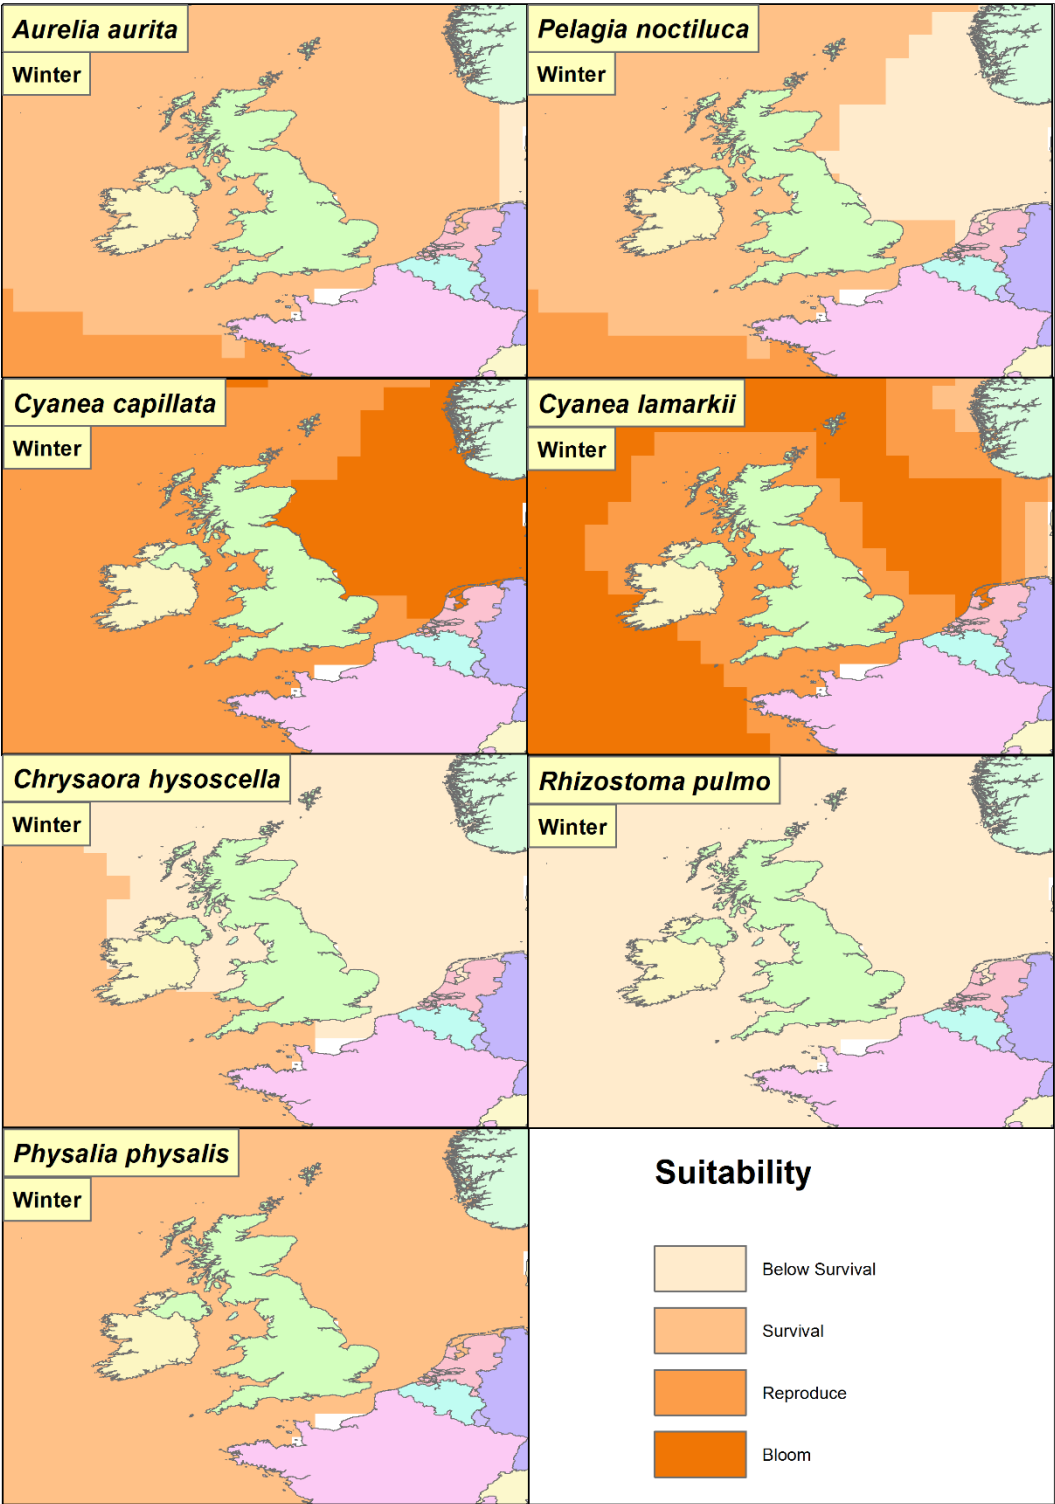 Aurelia aurita
Winter
Pelagia noctiluca
Winter
Cyanea capillata
Winter
Cyanea lamarkii
Winter
Chrysaora hysoscella
Winter
Rhizostoma pulmo
Winter
Physalia physalis
Winter
Suitability
Below Survival
Survival
Reproduce
Bloom